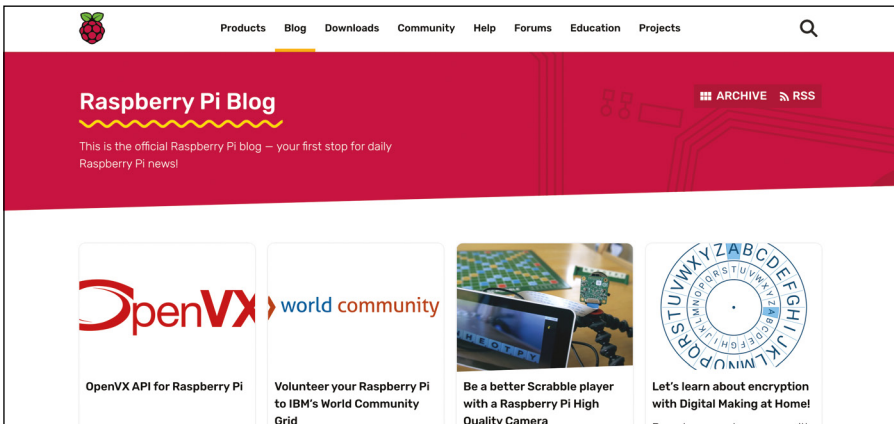 Products Blog Downloads Community Help Forums Education Projects
Raspberry Pi Blog
ARCHIVE RSS
This is the official Raspberry Pi blog – your first stop for daily
Raspberry Pi news!
OpenVX
world community
OpenVX API for Raspberry Pi
Volunteer your Raspberry Pi
to IBM's World Community
Grid
Be a better Scrabble player
with a Raspberry Pi High
Quality Camera
Let's learn about encryption
with Digital Making at Home!